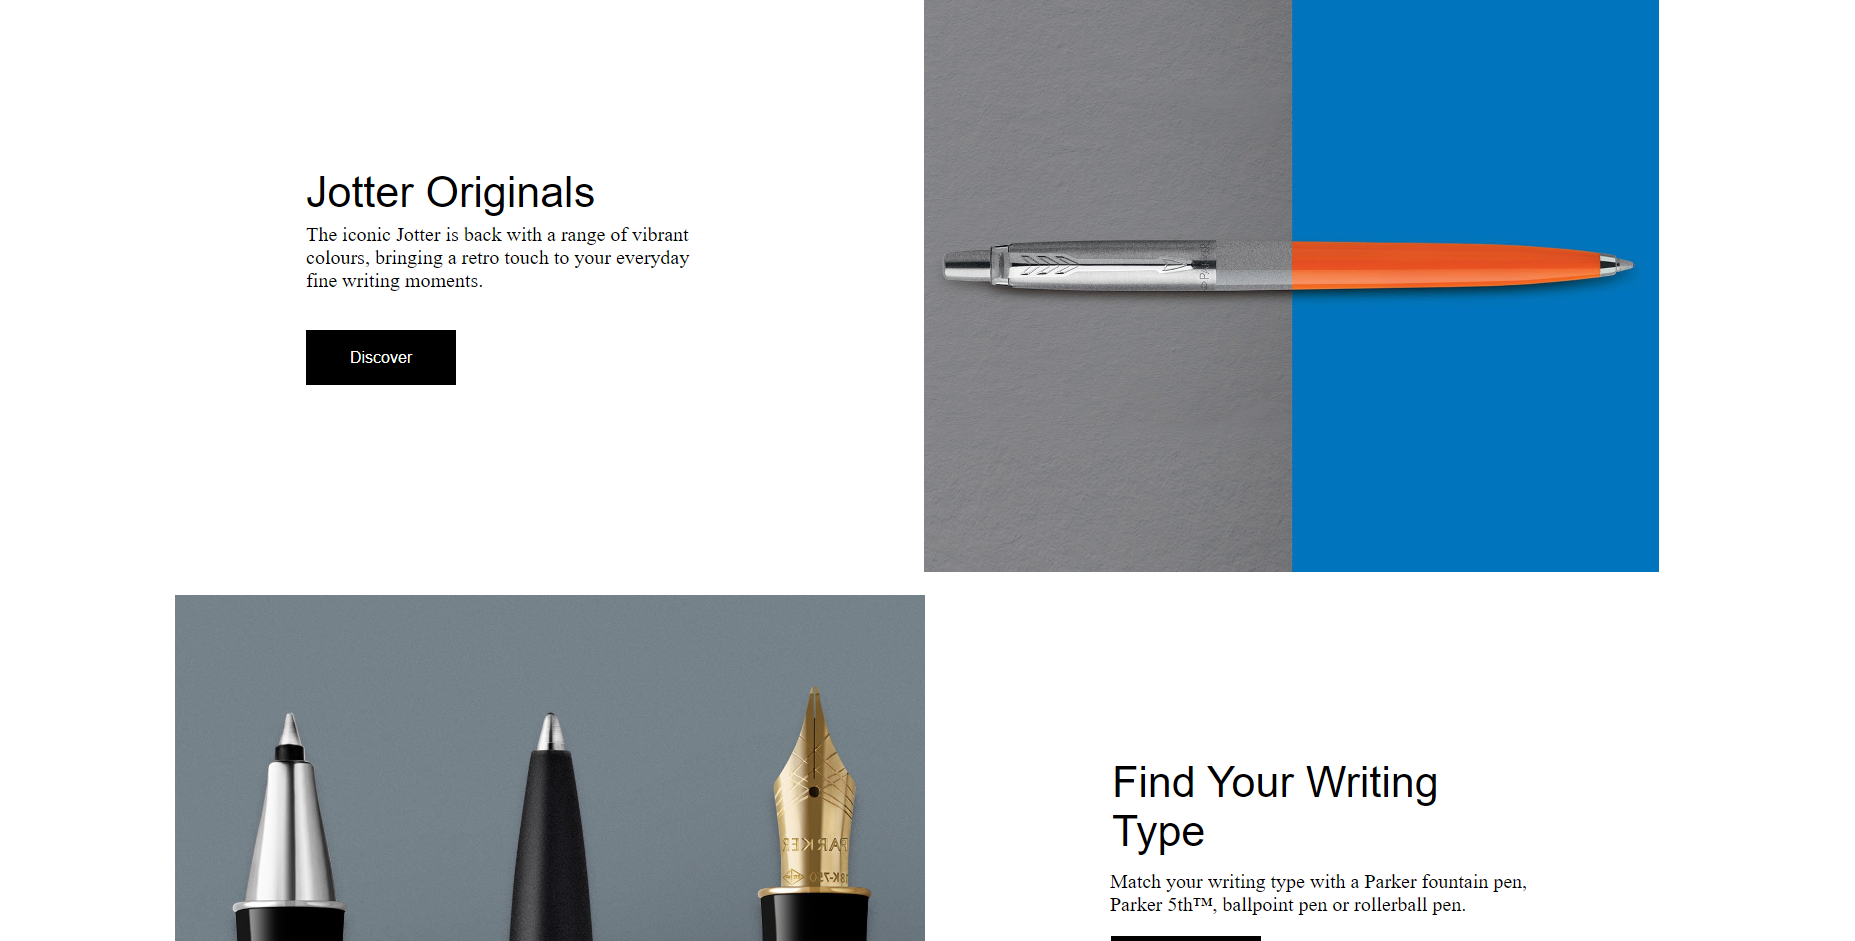 Jotter Originals
The iconic Jotter is back with a range of vibrant
colours, bringing a retro touch to your everyday
fine writing moments.
Discover
PARKER
PARKER
18K-750
Find Your Writing
Type
Match your writing type with a Parker fountain pen,
Parker 5th™, ballpoint pen or rollerball pen.